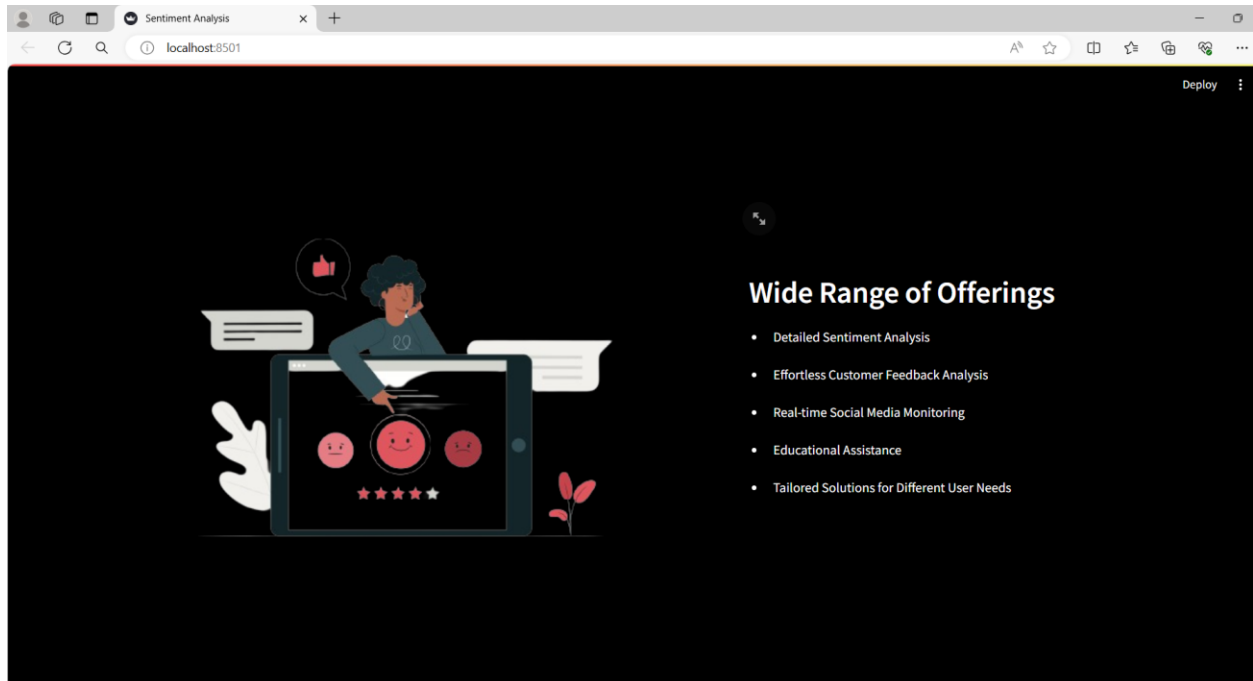 Sentiment Analysis
localhost:8501
Deploy
Wide Range of Offerings
• Detailed Sentiment Analysis
• Effortless Customer Feedback Analysis
• Real-time Social Media Monitoring
• Educational Assistance
• Tailored Solutions for Different User Needs